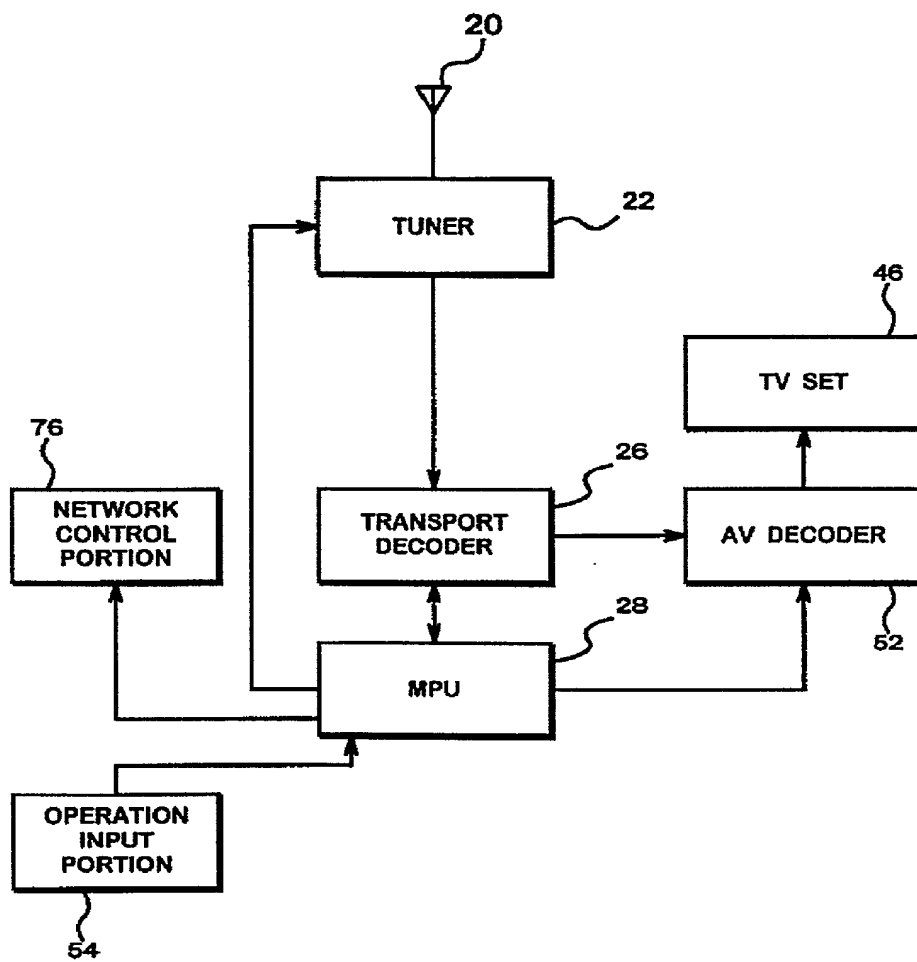 20
TUNER
22
46
TV SET
76
NETWORK
CONTROL
PORTION
26
TRANSPORT
DECODER
AV DECODER
52
28
MPU
OPERATION
INPUT
PORTION
54